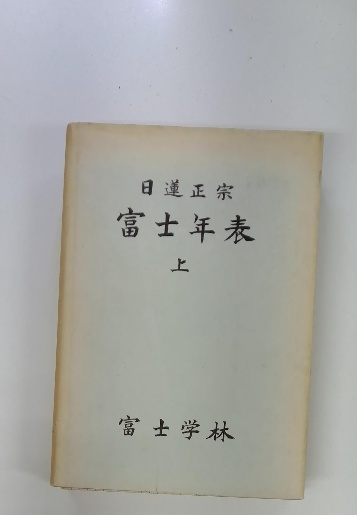 日蓮正宗
富士年表
上
富士学林